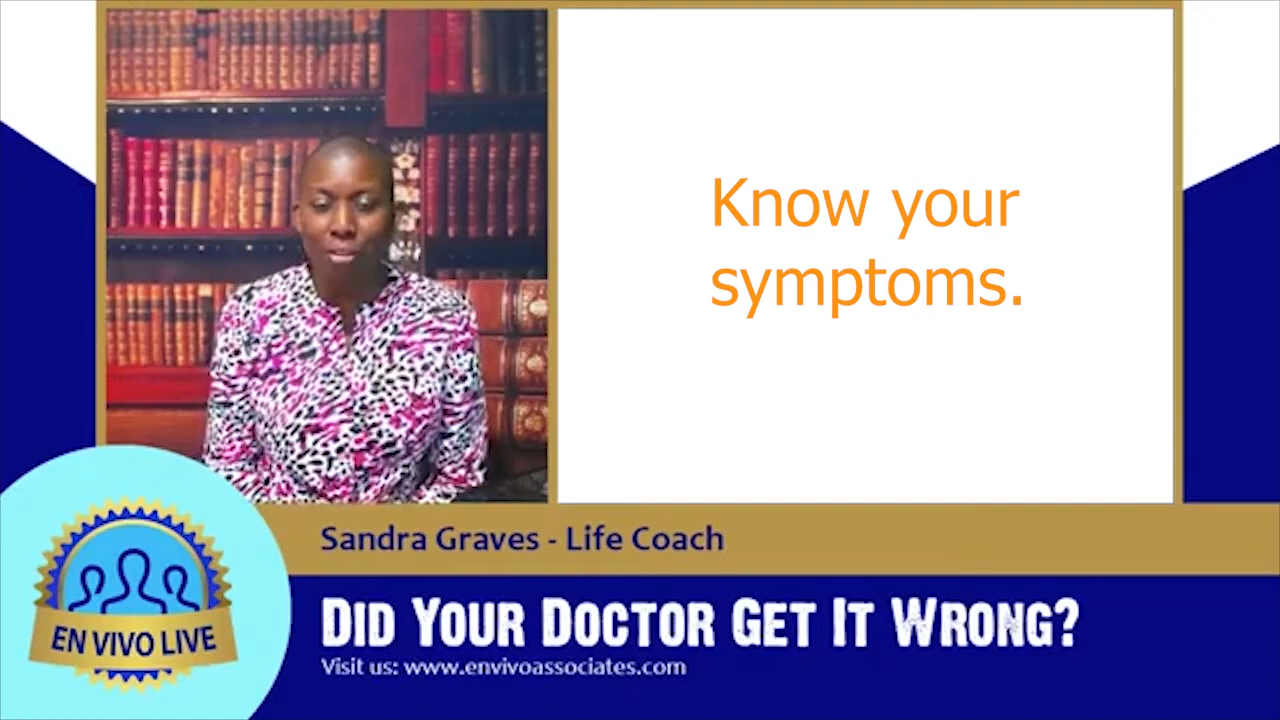 Know your
symptoms.
Sandra Graves - Life Coach
DID YOUR DOCTOR GET IT WRONG?
Visit us: www.envivoassociates.com
EN VIVO LIVE